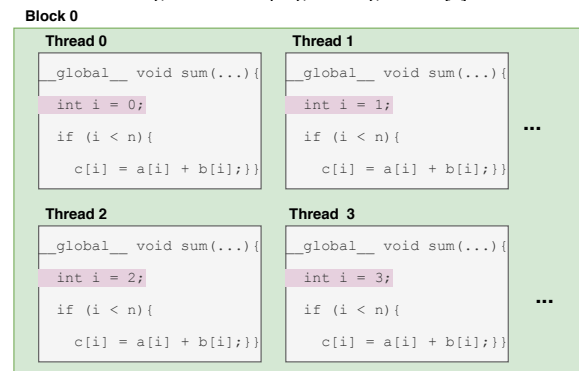 Block 0
Thread 0
__global__ void sum(...){
int i = 0;
if (i < n){
c[i] = a[i] + b[i];}}
Thread 1
__global__ void sum(...){
int i = 1;
if (i < n){
c[i] = a[i] + b[i];}}
...
Thread 2
__global__ void sum(...){
int i = 2;
if (i < n){
c[i] = a[i] + b[i];}}
Thread 3
__global__ void sum(...){
int i = 3;
if (i < n){
c[i] = a[i] + b[i];}}
...